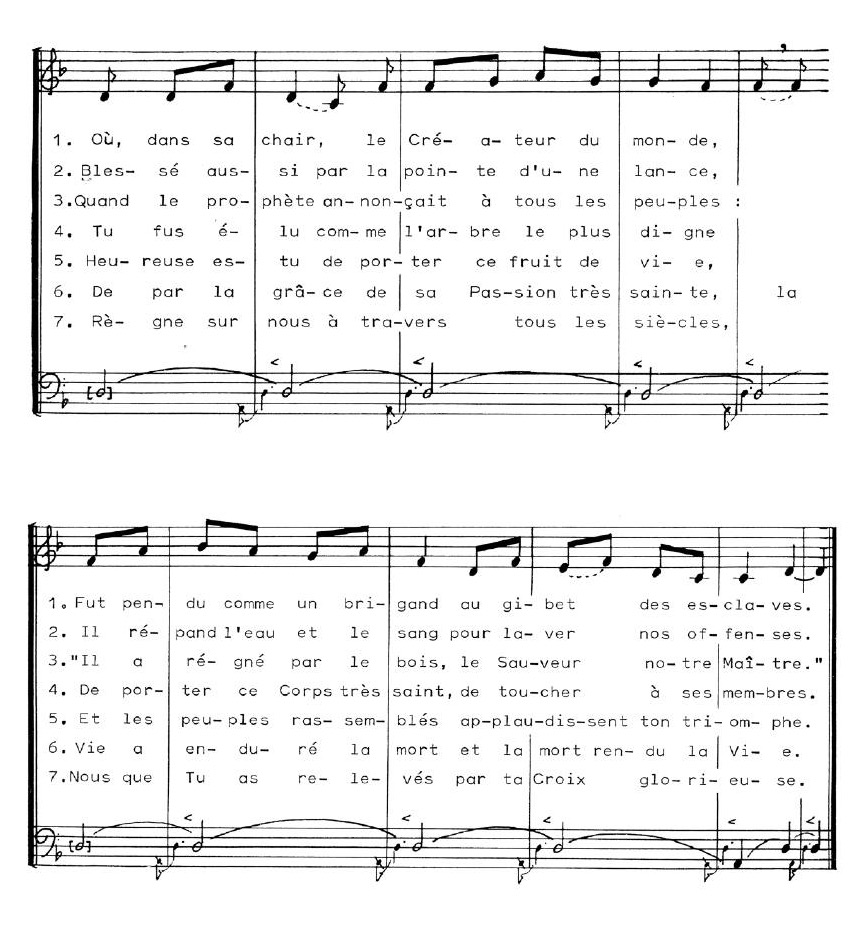 1. Où, dans sa chair, le Cré- a- teur du mon- de,
2. Bles- sé aus- si par la poin- te d'u- ne lan- ce,
3.Quand le pro- phète an- non- çait à tous les peu- ples :
4. Tu fus é- lu com- me l'ar- bre le plus di- gne
5. Heu- reuse es- tu de por- ter ce fruit de vi- e,
6. De par la grâ- ce de sa Pas- sion très sain- te, la
7. Rè- gne sur nous à tra- vers tous les siè- cles,
1. Fut pen- du comme un bri- gand au gi- bet des es- cla- ves.
2. Il ré- pand l'eau et le sang pour la- ver nos of- fen- ses.
3."Il a ré- gné par le bois, le Sau- veur no- tre Maî- tre."
4. De por- ter ce Corps très saint, de tou- cher à ses mem- bres.
5. Et les peu- ples ras- sem- blés ap- plau- dis- sent ton tri- om- phe.
6. Vie a en- du- ré la mort et la mort ren- du la Vi- e.
7.Nous que Tu as re- le- vés par ta Croix glo- ri- eu- se.